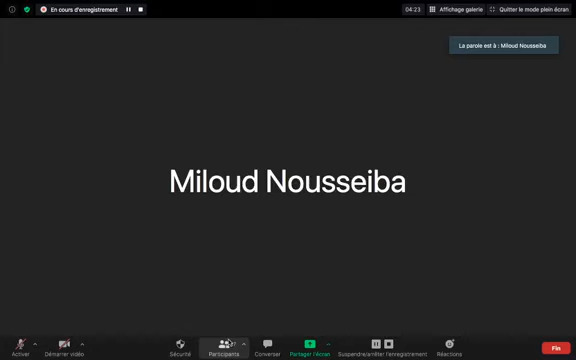 En cours d'enregistrement
04:23 Affichage galerie Quitter le mode plein écran
La parole est à : Miloud Nousseiba
Miloud Nousseiba
Activer Démarrer vidéo Sécurité Participants Converser Partager l'écran Suspendre/arrêter l'enregistrement Réactions Fin